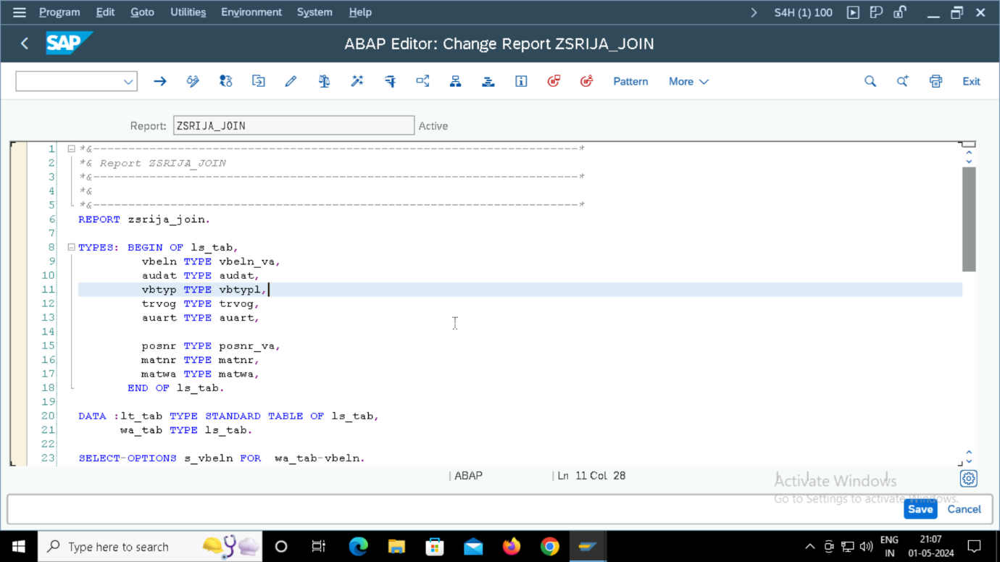 Program Edit Goto Utilities Environment System Help S4H (1) 100
SAP ABAP Editor: Change Report ZSRIJA_JOIN
Pattern More Exit
Report: ZSRIJA_JOIN Active
1 *&---------------------------------------------------------------------*
2 *& Report ZSRIJA_JOIN
3 *&---------------------------------------------------------------------*
4 *&
5 *&---------------------------------------------------------------------*
6 REPORT zsrija_join.
7
8 TYPES: BEGIN OF ls_tab,
9 vbeln TYPE vbeln_va,
10 audat TYPE audat,
11 vbtyp TYPE vbtypl,
12 trvog TYPE trvog,
13 auart TYPE auart,
14
15 posnr TYPE posnr_va,
16 matnr TYPE matnr,
17 matwa TYPE matwa,
18 END OF ls_tab.
19
20 DATA :lt_tab TYPE STANDARD TABLE OF ls_tab,
21 wa_tab TYPE ls_tab.
22
23 SELECT-OPTIONS s_vbeln FOR wa_tab-vbeln.
ABAP Ln 11 Col 28
Activate Windows
Go to Settings to activate Windows.
Save Cancel
Type here to search
ENG 21:07
IN 01-05-2024